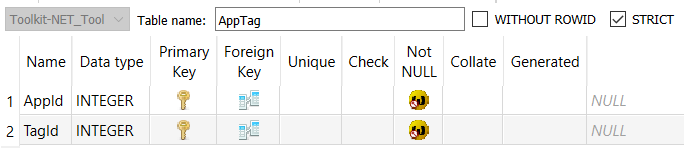 Toolkit-NET_Tool Table name: AppTag WITHOUT ROWID STRICT
Name Data type Primary Key Foreign Key Unique Check Not NULL Collate Generated
1 AppId INTEGER NULL
2 TagId INTEGER NULL